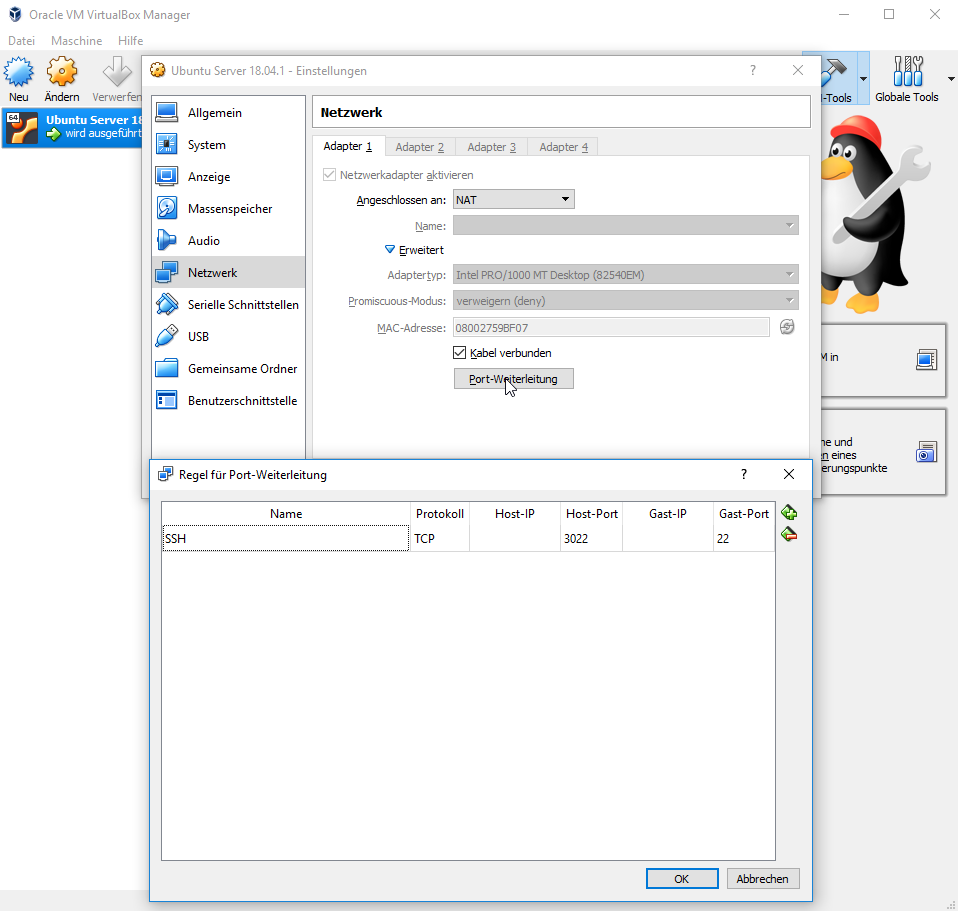 Oracle VM VirtualBox Manager
Datei Maschine Hilfe
Neu Ändern Verwerfen
-Tools Globale Tools
64
Ubuntu Server 18
wird ausgeführt
Ubuntu Server 18.04.1 - Einstellungen
?
Allgemein
System
Anzeige
Massenspeicher
Audio
Netzwerk
Serielle Schnittstellen
USB
Gemeinsame Ordner
Benutzerschnittstelle
Netzwerk
Adapter 1 Adapter 2 Adapter 3 Adapter 4
Netzwerkadapter aktivieren
Angeschlossen an: NAT
Name:
Erweitert
Adaptertyp: Intel PRO/1000 MT Desktop (82540EM)
Promiscuous-Modus: verweigern (deny)
MAC-Adresse: 08002759BF07
Kabel verbunden
Port-Weiterleitung
M in
ne und
en eines
erungspunkte
Regel für Port-Weiterleitung
?
Name Protokoll Host-IP Host-Port Gast-IP Gast-Port
SSH TCP 3022 22
OK Abbrechen